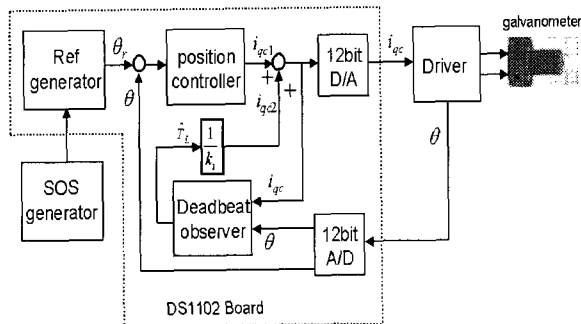 galvanometer
Ref
generator
θr
θ
position
controller
iqc1
+
+
iqc2
12bit
D/A
iqc
Driver
θ
T̂L
1
kt
SOS
generator
Deadbeat
observer
iqc
θ
12bit
A/D
DS1102 Board